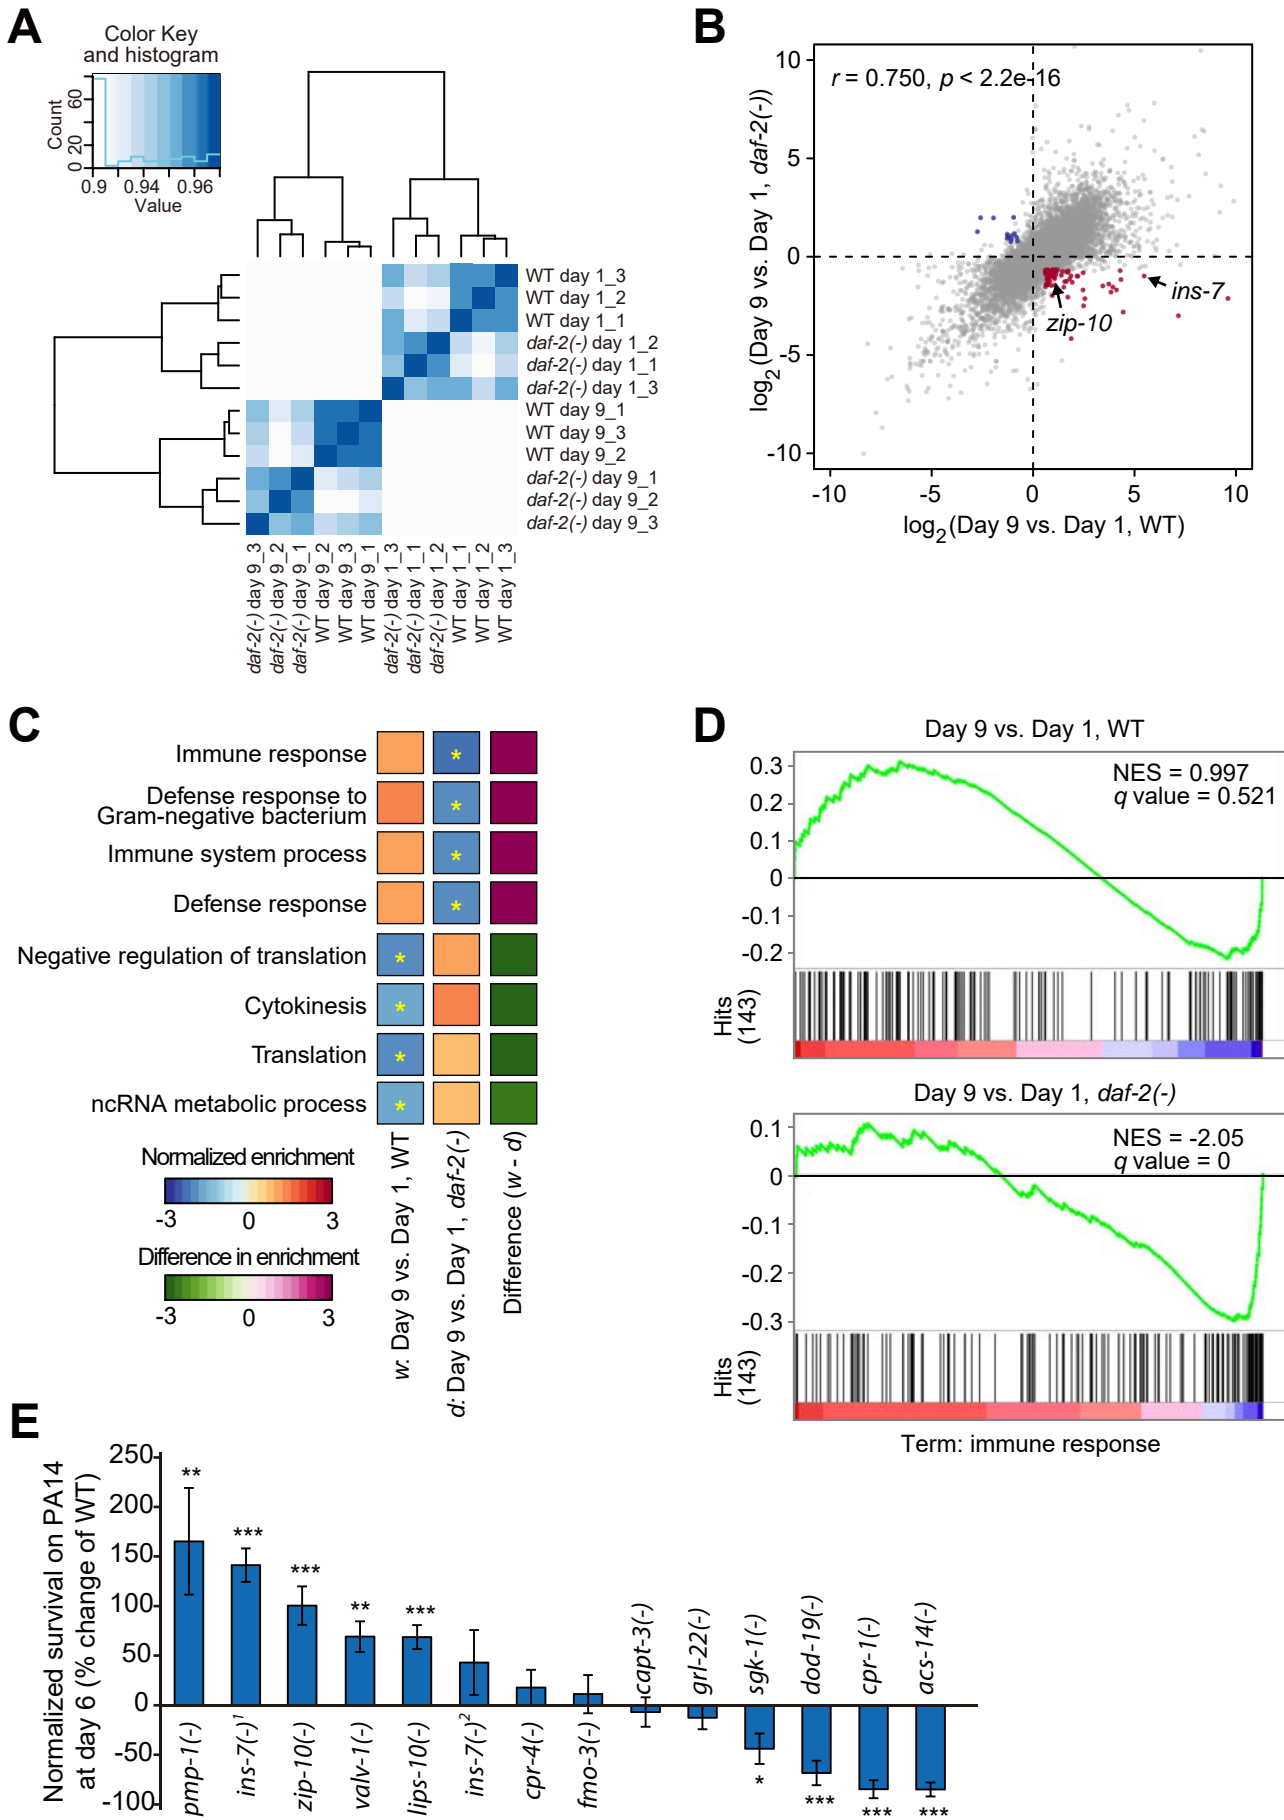 A
Color Key
and histogram
Count
0 20 60
0.9 0.94 0.96
Value
WT day 1_3
WT day 1_2
WT day 1_1
daf-2(-) day 1_2
daf-2(-) day 1_1
daf-2(-) day 1_3
WT day 9_1
WT day 9_3
WT day 9_2
daf-2(-) day 9_1
daf-2(-) day 9_2
daf-2(-) day 9_3
daf-2(-) day 9_3
daf-2(-) day 9_2
daf-2(-) day 9_1
WT day 9_2
WT day 9_3
WT day 9_1
daf-2(-) day 1_3
daf-2(-) day 1_1
daf-2(-) day 1_2
WT day 1_1
WT day 1_2
WT day 1_3
B
r = 0.750, p < 2.2e-16
log2(Day 9 vs. Day 1, daf-2(-))
10
5
0
-5
-10
ins-7
zip-10
-10 -5 0 5 10
log2(Day 9 vs. Day 1, WT)
C
Immune response
*
Defense response to
Gram-negative bacterium
*
Immune system process
*
Defense response
*
Negative regulation of translation
*
Cytokinesis
*
Translation
*
ncRNA metabolic process
*
w: Day 9 vs. Day 1, WT
d: Day 9 vs. Day 1, daf-2(-)
Difference (w - d)
Normalized enrichment
-3 0 3
Difference in enrichment
-3 0 3
D
Day 9 vs. Day 1, WT
NES = 0.997
q value = 0.521
0.3
0.2
0.1
0
-0.1
-0.2
Hits
(143)
Day 9 vs. Day 1, daf-2(-)
NES = -2.05
q value = 0
0.1
0
-0.1
-0.2
-0.3
Hits
(143)
Term: immune response
E
Normalized survival on PA14
at day 6 (% change of WT)
250
200
150
100
50
0
-50
-100
**
***
***
**
***
*
***
***
***
pmp-1(-)
ins-7(-)1
zip-10(-)
valv-1(-)
lips-10(-)
ins-7(-)2
cpr-4(-)
fmo-3(-)
capt-3(-)
grl-22(-)
sgk-1(-)
dod-19(-)
cpr-1(-)
acs-14(-)